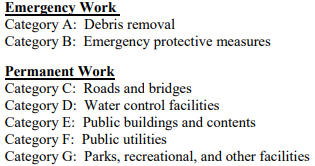 Emergency Work
Category A:  Debris removal
Category B:  Emergency protective measures
Permanent Work
Category C:  Roads and bridges
Category D:  Water control facilities
Category E:  Public buildings and contents
Category F:  Public utilities
Category G:  Parks, recreational, and other facilities